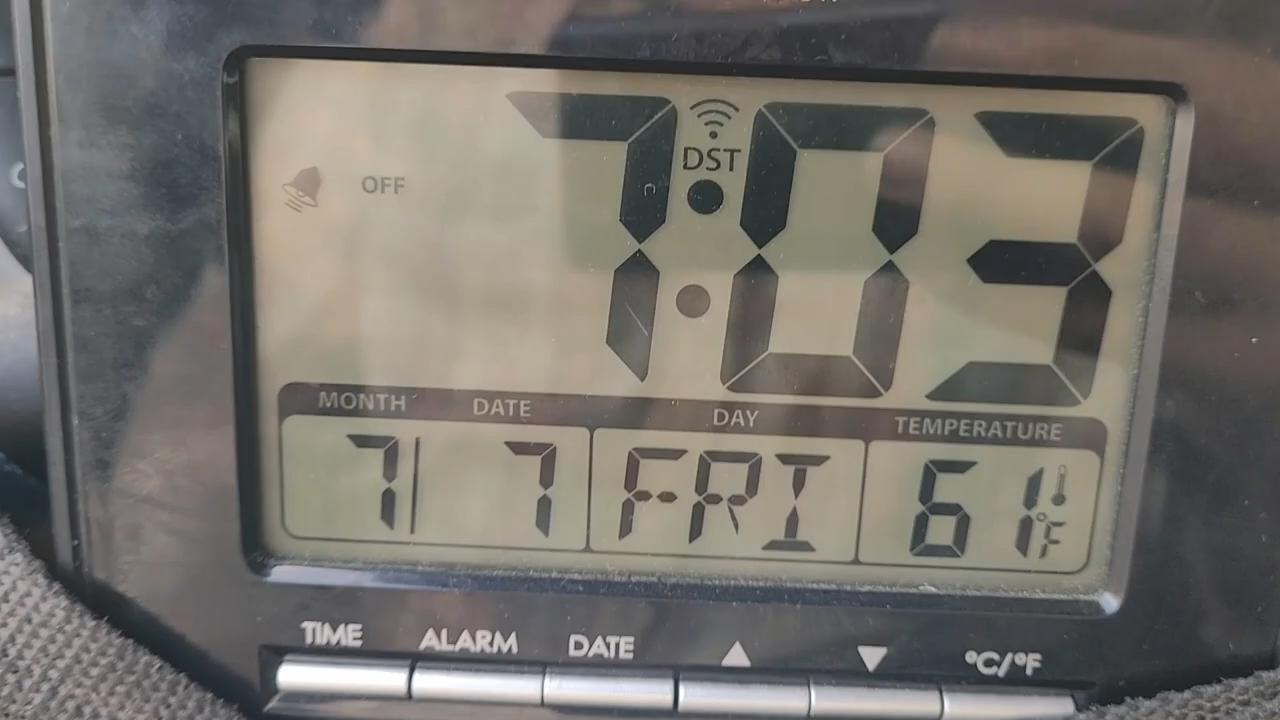 DST
OFF
7:03
MONTH DATE DAY TEMPERATURE
7| 7 FRI 61°F
TIME ALARM DATE ▲ ▼ °C/°F